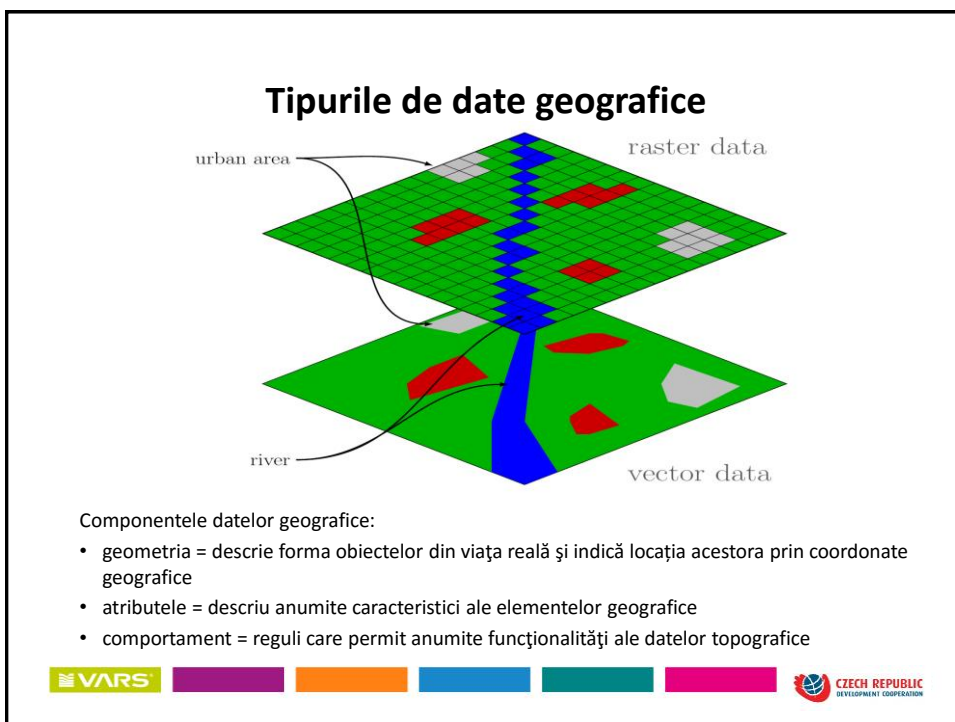 Tipurile de date geografice
urban area
raster data
river
vector data
Componentele datelor geografice:
• geometria = descrie forma obiectelor din viaţa reală şi indică locația acestora prin coordonate
geografice
• atributele = descriu anumite caracteristici ale elementelor geografice
• comportament = reguli care permit anumite funcţionalităţi ale datelor topografice
VARS
CZECH REPUBLIC
DEVELOPMENT COOPERATION